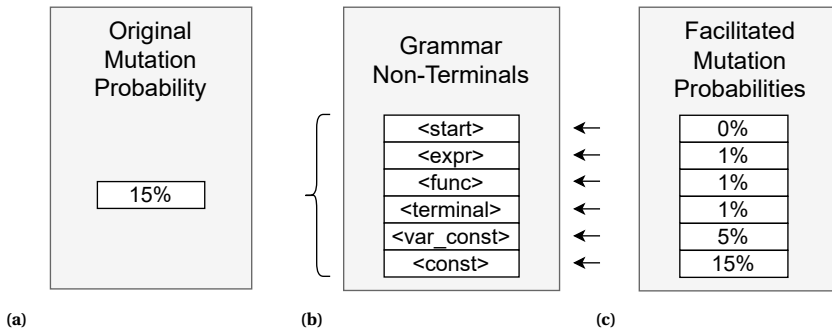 Original
Mutation
Probability
15%
Grammar
Non-Terminals
<start>
<expr>
<func>
<terminal>
<var_const>
<const>
Facilitated
Mutation
Probabilities
0%
1%
1%
1%
5%
15%
(a)
(b)
(c)